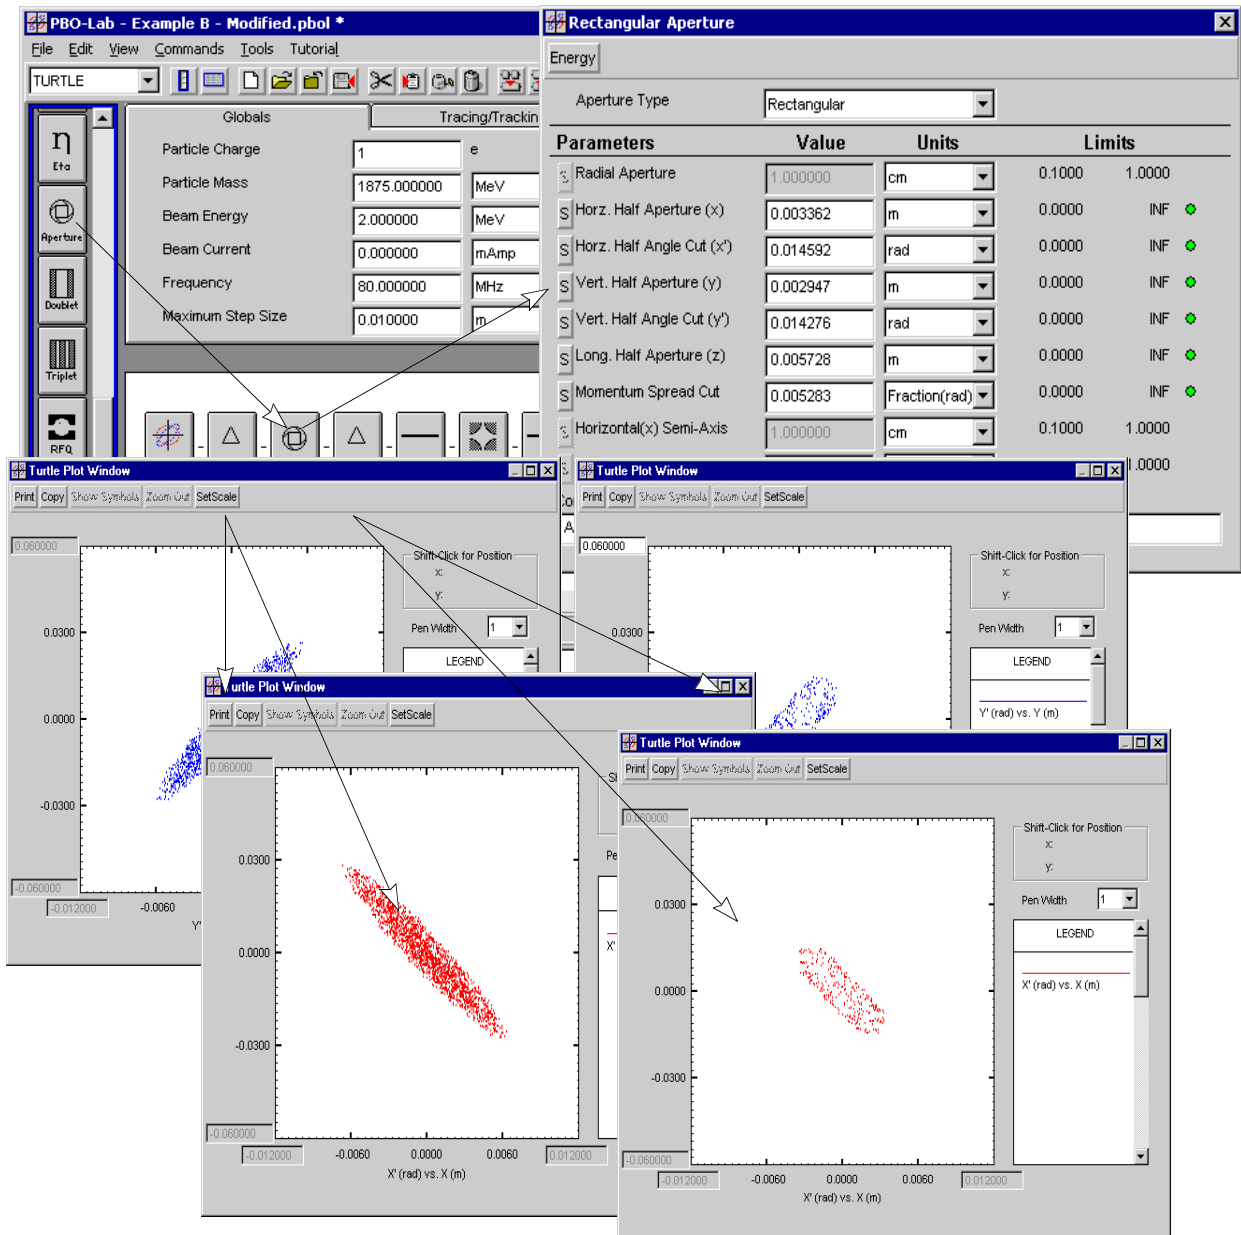 PBO-Lab - Example B - Modified.pbol *
File Edit View Commands Tools Tutorial
TURTLE
η
Eta
Aperture
Doublet
Triplet
RFQ
Globals
Tracing/Trackin
Particle Charge 1 e
Particle Mass 1875.000000 MeV
Beam Energy 2.000000 MeV
Beam Current 0.000000 mAmp
Frequency 80.000000 MHz
Maximum Step Size 0.010000 m
Rectangular Aperture
Energy
Aperture Type Rectangular
Parameters Value Units Limits
S Radial Aperture 1.000000 cm 0.1000 1.0000
S Horz. Half Aperture (x) 0.003362 m 0.0000 INF
S Horz. Half Angle Cut (x') 0.014592 rad 0.0000 INF
S Vert. Half Aperture (y) 0.002947 m 0.0000 INF
S Vert. Half Angle Cut (y') 0.014276 rad 0.0000 INF
S Long. Half Aperture (z) 0.005728 m 0.0000 INF
S Momentum Spread Cut 0.005283 Fraction(rad) 0.0000 INF
S Horizontal(x) Semi-Axis 1.000000 cm 0.1000 1.0000
.0000
A
Turtle Plot Window
Print Copy Show Symbols Zoom Out SetScale
0.060000
0.0300
0.0000
-0.0300
-0.060000
-0.012000
-0.0060
Y'
Shift-Click for Position
x:
y:
Pen Width 1
LEGEND
Turtle Plot Window
Print Copy Show Symbols Zoom Out SetScale
0.060000
0.0300
Shift-Click for Position
x:
y:
Pen Width 1
LEGEND
Y' (rad) vs. Y (m)
Turtle Plot Window
Print Copy Show Symbols Zoom Out SetScale
0.060000
0.0300
0.0000
-0.0300
-0.060000
-0.012000
-0.0060
0.0000
0.0060
0.012000
X' (rad) vs. X (m)
Sh
Pe
X'
Turtle Plot Window
Print Copy Show Symbols Zoom Out SetScale
0.060000
0.0300
0.0000
-0.0300
-0.060000
-0.012000
-0.0060
0.0000
0.0060
0.012000
X' (rad) vs. X (m)
Shift-Click for Position
x:
y:
Pen Width 1
LEGEND
X' (rad) vs. X (m)